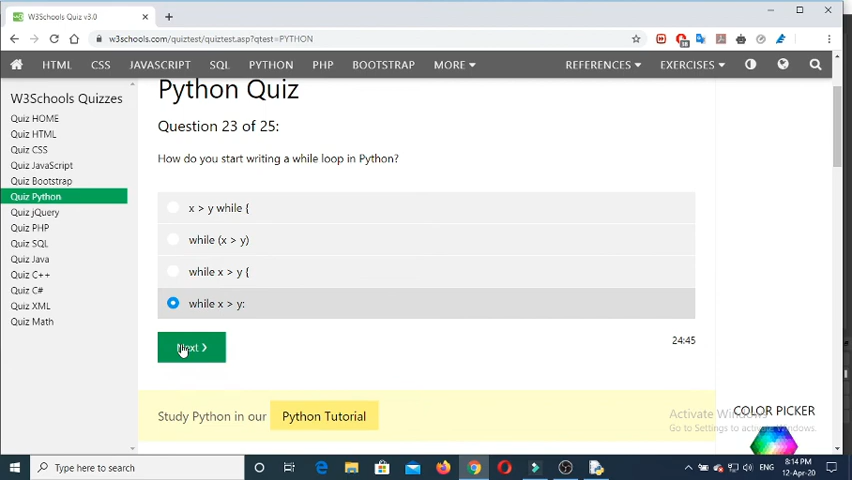 W3Schools Quiz v3.0
w3schools.com/quiztest/quiztest.asp?qtest=PYTHON
HTML CSS JAVASCRIPT SQL PYTHON PHP BOOTSTRAP MORE REFERENCES EXERCISES
W3Schools Quizzes
Quiz HOME
Quiz HTML
Quiz CSS
Quiz JavaScript
Quiz Bootstrap
Quiz Python
Quiz jQuery
Quiz PHP
Quiz SQL
Quiz Java
Quiz C++
Quiz C#
Quiz XML
Quiz Math
Python Quiz
Question 23 of 25:
How do you start writing a while loop in Python?
x > y while {
while (x > y)
while x > y {
while x > y:
Next ❯
24:45
Study Python in our Python Tutorial
COLOR PICKER
Activate Windows
Go to Settings to activate Windows.
Type here to search
ENG
8:14 PM
12-Apr-20